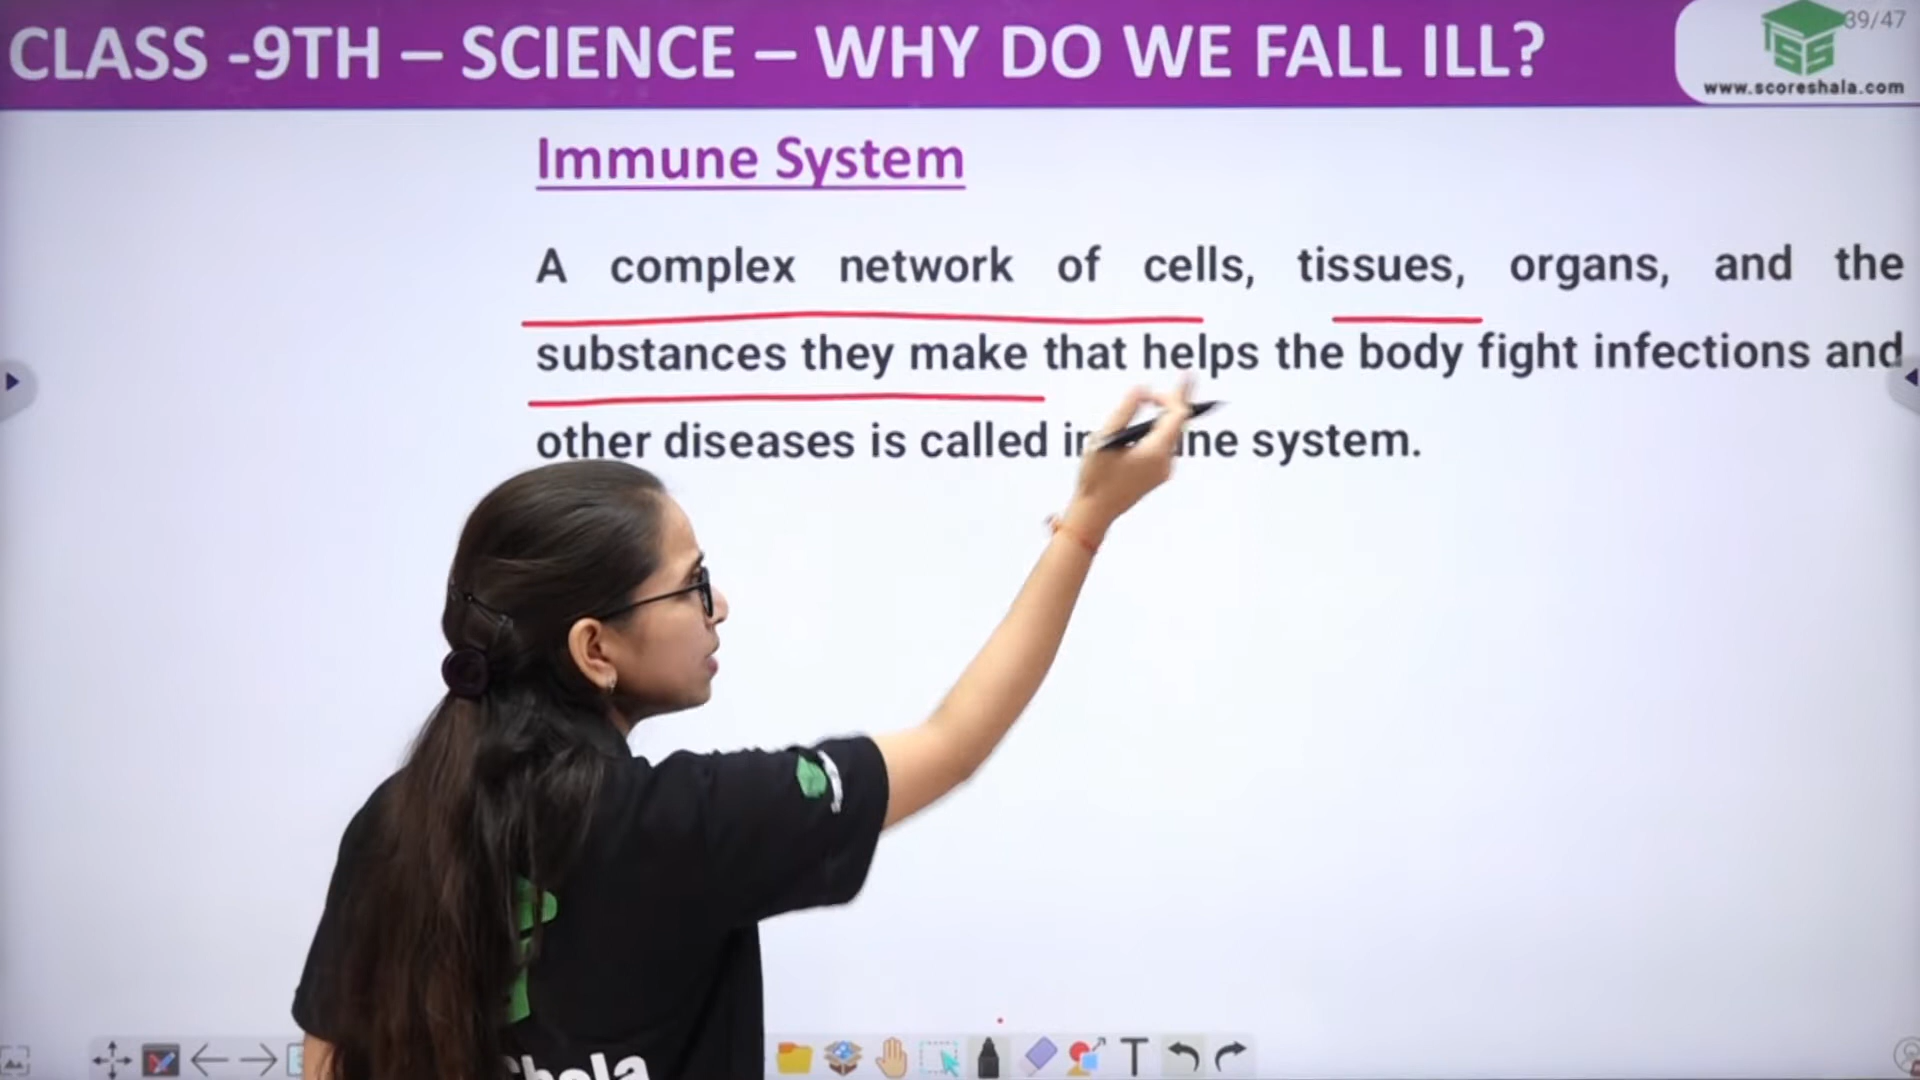 CLASS -9TH – SCIENCE – WHY DO WE FALL ILL?
39/47
SS
www.scoreshala.com
Immune System
A complex network of cells, tissues, organs, and the
substances they make that helps the body fight infections and
other diseases is called system.
T